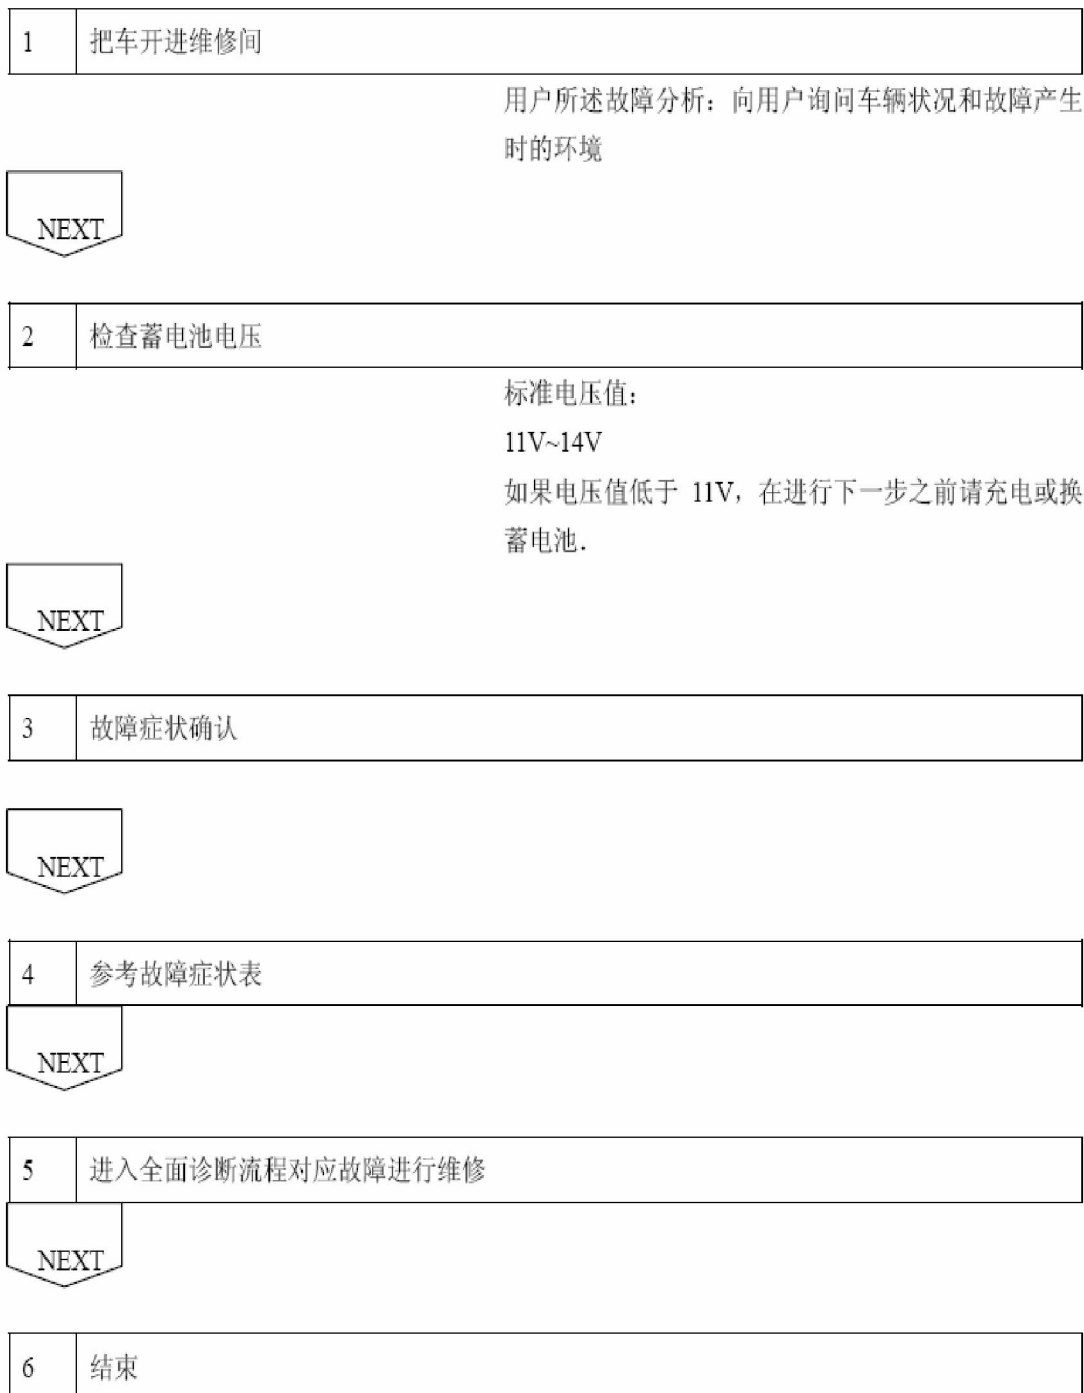 1 把车开进维修间
用户所述故障分析：向用户询问车辆状况和故障产生
时的环境
NEXT
2 检查蓄电池电压
标准电压值：
11V~14V
如果电压值低于 11V，在进行下一步之前请充电或换
蓄电池.
NEXT
3 故障症状确认
NEXT
4 参考故障症状表
NEXT
5 进入全面诊断流程对应故障进行维修
NEXT
6 结束